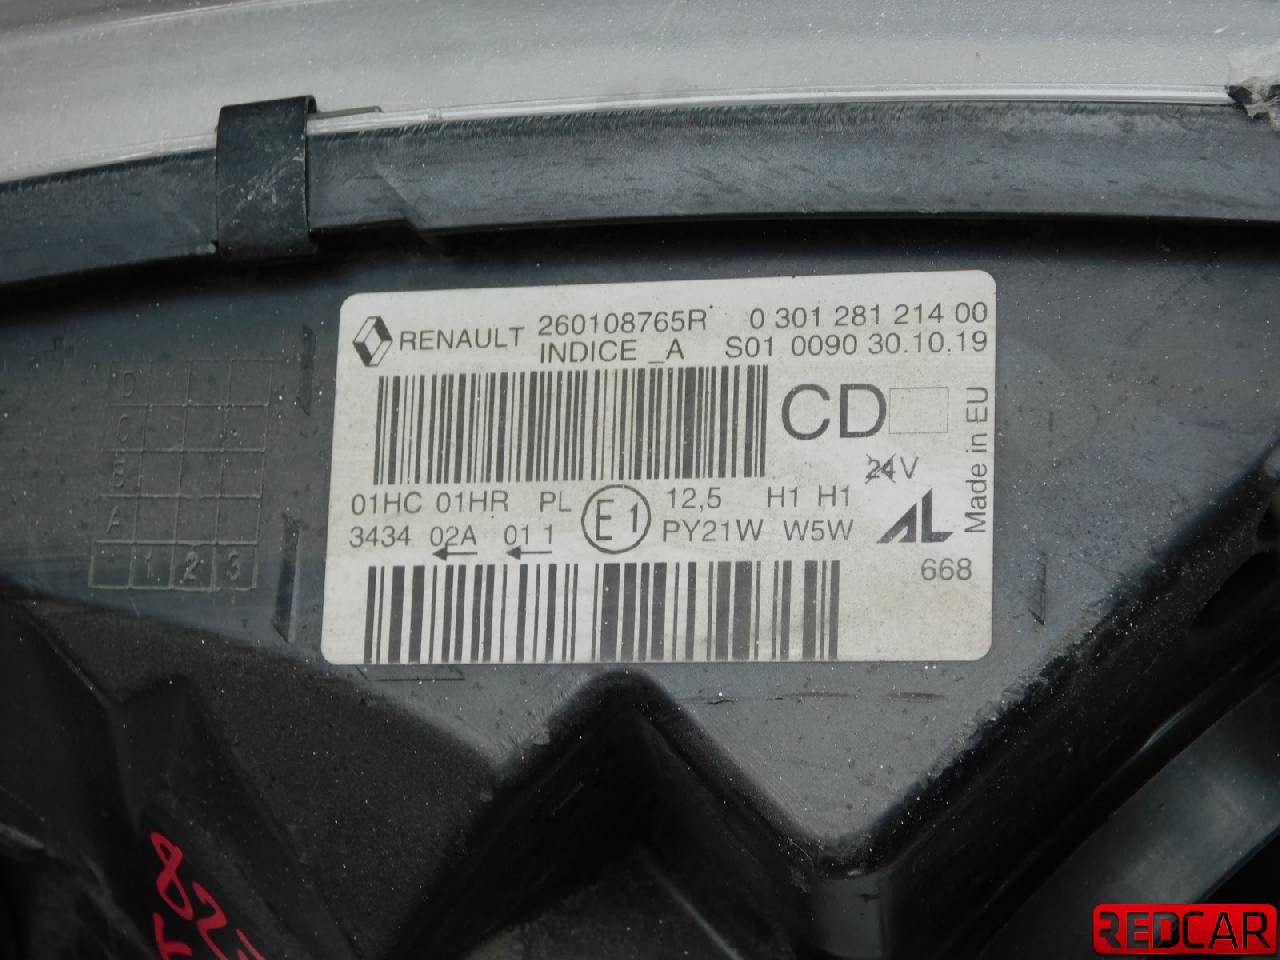 RENAULT 260108765R 0 301 281 214 00
INDICE _A S01 0090 30.10.19
CD
Made in EU
24V
01HC 01HR PL E1 12,5 H1 H1
3434 02A 01 1 PY21W W5W AL
668
D
C
B
A
1 2 3
REDCAR